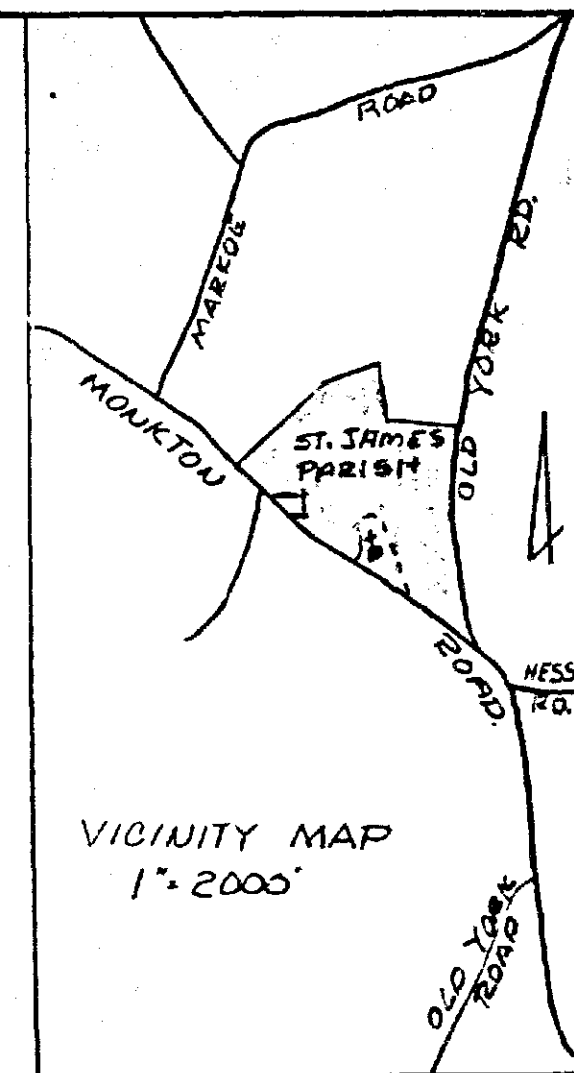 ROAD
MARKOE
OLD YORK RD.
MONKTON
ROAD.
ST. JAMES
PARISH
HESS
RD.
VICINITY MAP
1"= 2000'
OLD YORK
ROAD